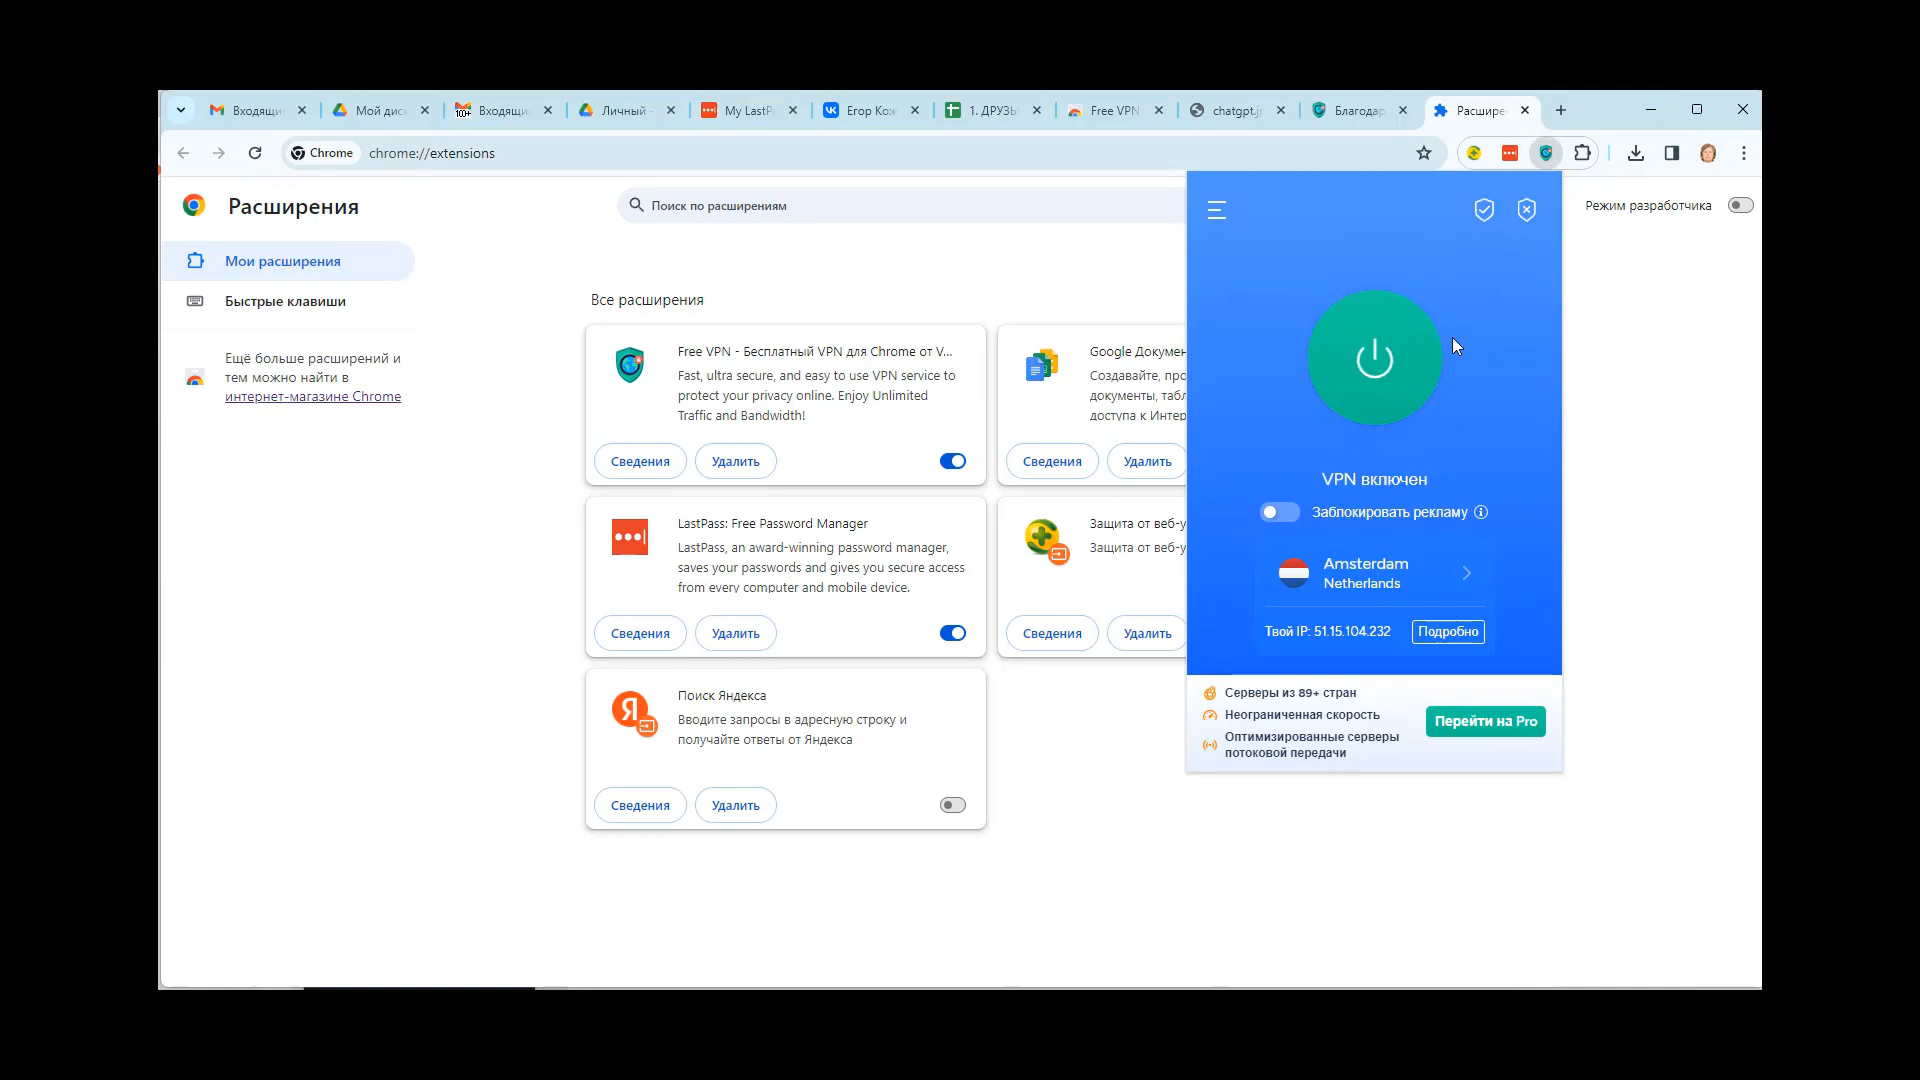 Входящи
Мой дис
100+
Входящи
Личный -
My LastP
Егор Кож
1. ДРУЗЬ
Free VPN
chatgpt.j
Благодар
Расшире
Chrome
chrome://extensions
Расширения
Поиск по расширениям
Режим разработчика
Мои расширения
Быстрые клавиши
Ещё больше расширений и
тем можно найти в
интернет-магазине Chrome
Все расширения
Free VPN - Бесплатный VPN для Chrome от V...
Fast, ultra secure, and easy to use VPN service to
protect your privacy online. Enjoy Unlimited
Traffic and Bandwidth!
Сведения
Удалить
Google Докумен
Создавайте, про
документы, табл
доступа к Интер
Сведения
Удалить
LastPass: Free Password Manager
LastPass, an award-winning password manager,
saves your passwords and gives you secure access
from every computer and mobile device.
Сведения
Удалить
Защита от веб-у
Защита от веб-у
Сведения
Удалить
Я
Поиск Яндекса
Вводите запросы в адресную строку и
получайте ответы от Яндекса
Сведения
Удалить
VPN включен
Заблокировать рекламу
Amsterdam
Netherlands
Твой IP: 51.15.104.232
Подробно
Серверы из 89+ стран
Неограниченная скорость
Оптимизированные серверы
потоковой передачи
Перейти на Pro